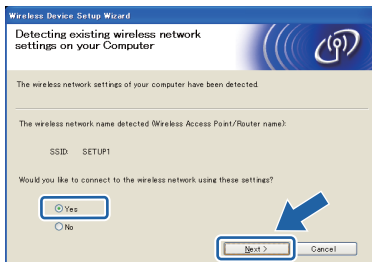 Wireless Device Setup Wizard
Detecting existing wireless network
settings on your Computer
The wireless network settings of your computer have been detected.
The wireless network name detected (Wireless Access Point/Router name):
SSID: SETUP1
Would you like to connect to the wireless network using these settings?
Yes
No
Next >
Cancel